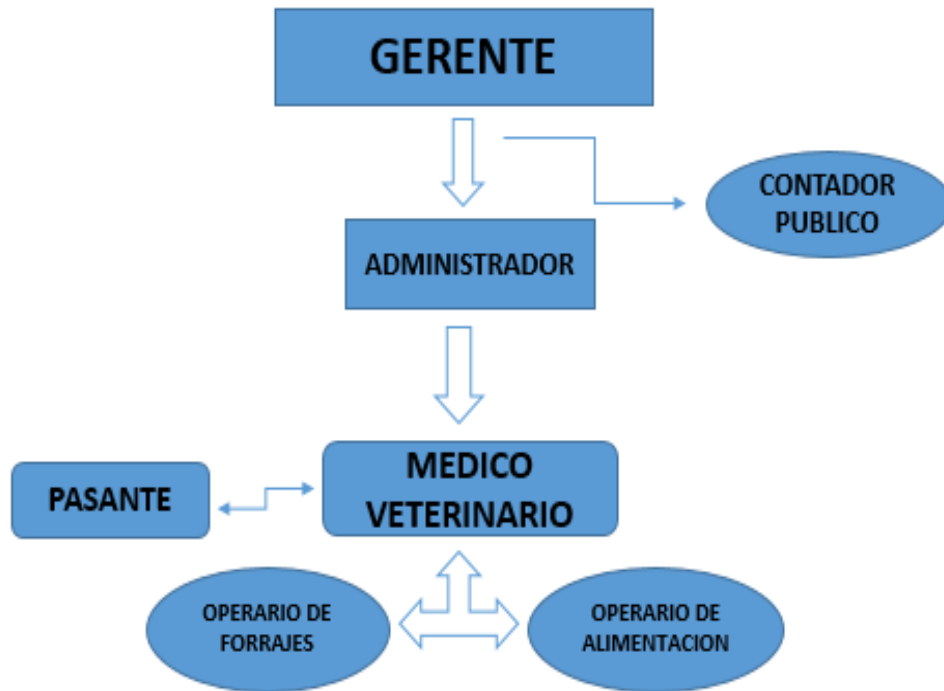 GERENTE
CONTADOR
PUBLICO
ADMINISTRADOR
MEDICO
VETERINARIO
PASANTE
OPERARIO DE
FORRAJES
OPERARIO DE
ALIMENTACION